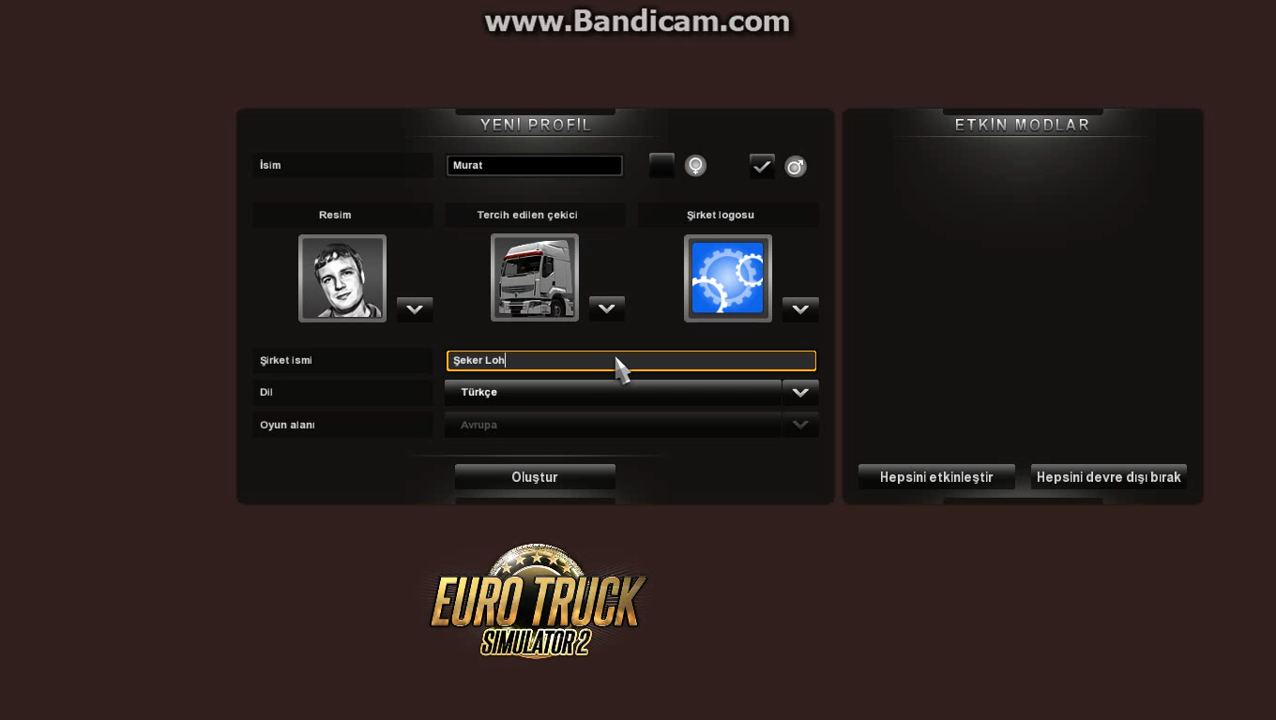 www.Bandicam.com
YENİ PROFİL
İsim
Murat
Resim
Tercih edilen çekici
Şirket logosu
Şirket ismi
Şeker Loh
Dil
Türkçe
Oyun alanı
Avrupa
Oluştur
ETKİN MODLAR
Hepsini etkinleştir
Hepsini devre dışı bırak
EURO TRUCK
SIMULATOR 2